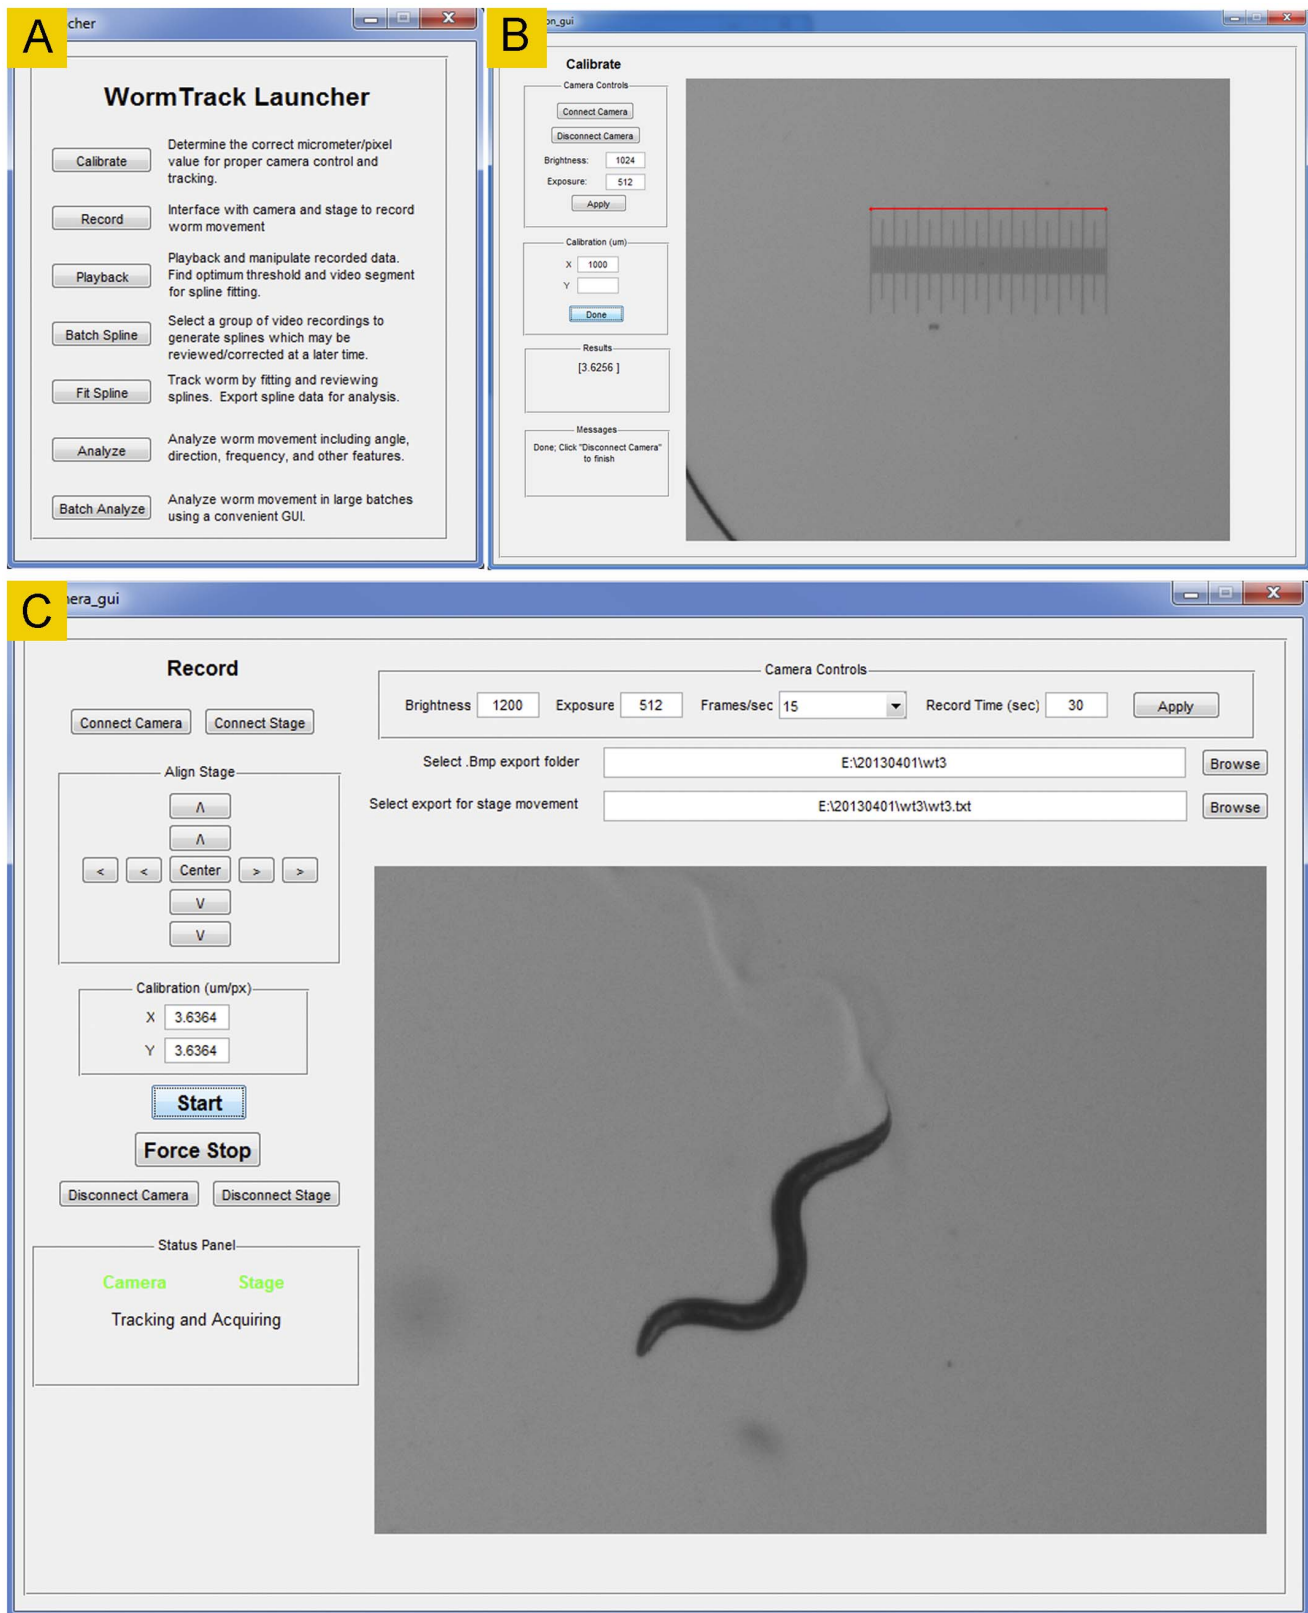 A
cher
WormTrack Launcher
Calibrate
Determine the correct micrometer/pixel
value for proper camera control and
tracking.
Record
Interface with camera and stage to record
worm movement
Playback
Playback and manipulate recorded data.
Find optimum threshold and video segment
for spline fitting.
Batch Spline
Select a group of video recordings to
generate splines which may be
reviewed/corrected at a later time.
Fit Spline
Track worm by fitting and reviewing
splines. Export spline data for analysis.
Analyze
Analyze worm movement including angle,
direction, frequency, and other features.
Batch Analyze
Analyze worm movement in large batches
using a convenient GUI.
B
on_gui
Calibrate
Camera Controls
Connect Camera
Disconnect Camera
Brightness: 1024
Exposure: 512
Apply
Calibration (um)
X 1000
Y
Done
Results
[3.6256 ]
Messages
Done; Click "Disconnect Camera"
to finish
C
nera_gui
Record
Connect Camera Connect Stage
Align Stage
Λ
Λ
< < Center > >
V
V
Calibration (um/px)
X 3.6364
Y 3.6364
Start
Force Stop
Disconnect Camera Disconnect Stage
Status Panel
Camera Stage
Tracking and Acquiring
Camera Controls
Brightness 1200 Exposure 512 Frames/sec 15 Record Time (sec) 30 Apply
Select .Bmp export folder E:\20130401\wt3 Browse
Select export for stage movement E:\20130401\wt3\wt3.txt Browse